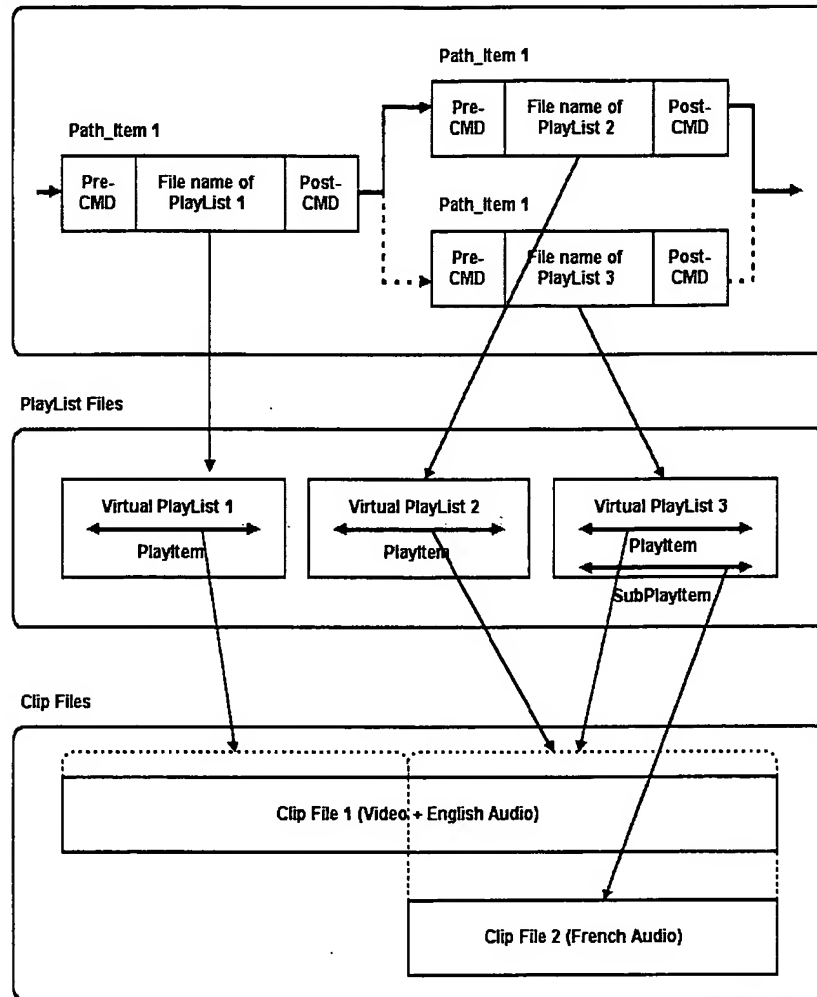 Path_Item 1
Pre-
CMD
File name of
PlayList 2
Post-
CMD
Path_Item 1
Pre-
CMD
File name of
PlayList 1
Post-
CMD
Path_Item 1
Pre-
CMD
File name of
PlayList 3
Post-
CMD
PlayList Files
Virtual PlayList 1
PlayItem
Virtual PlayList 2
PlayItem
Virtual PlayList 3
PlayItem
SubPlayItem
Clip Files
Clip File 1 (Video + English Audio)
Clip File 2 (French Audio)